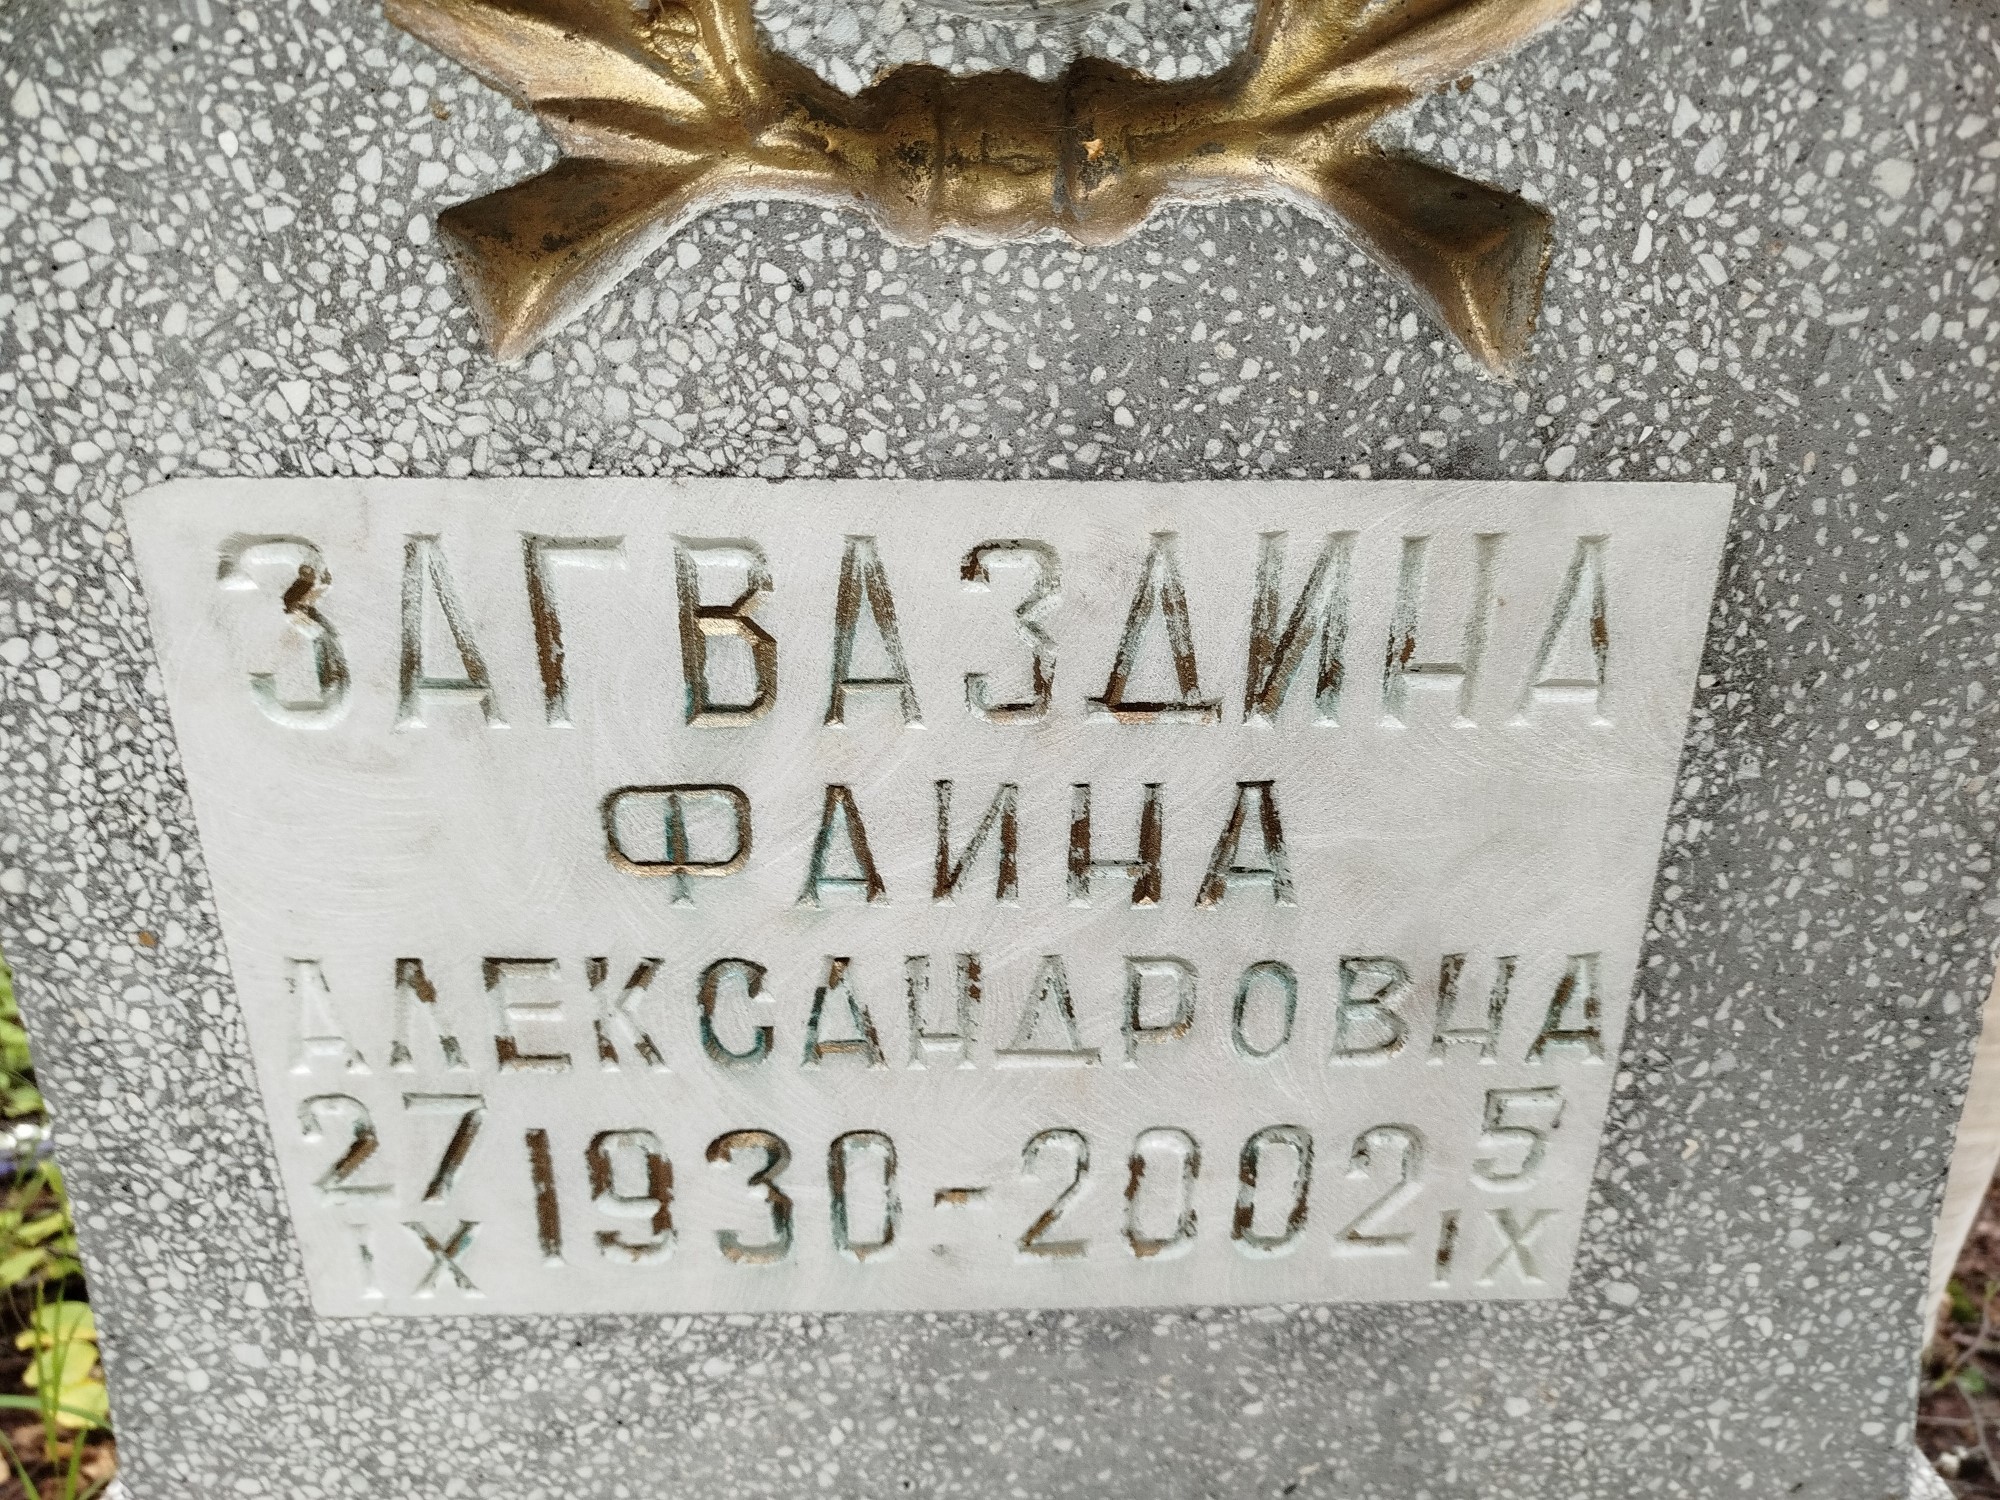 ЗАГВАЗДИНА
ФАИНА
АЛЕКСАНДРОВНА
27 1930-2002 5
IX IX